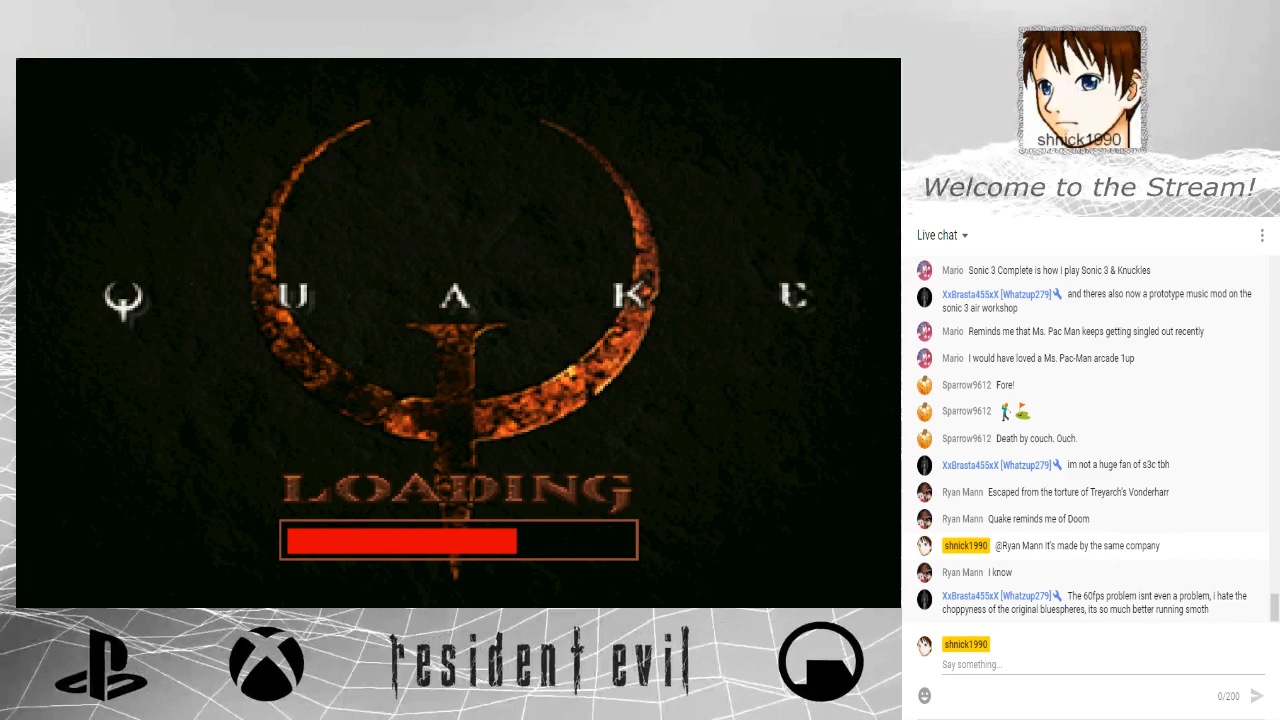 shnick1990
Welcome to the Stream!
QUAKE
LOADING
resident evil
Live chat
Mario Sonic 3 Complete is how I play Sonic 3 & Knuckles
XxBrasta455xX [Whatzup279] and theres also now a prototype music mod on the
sonic 3 air workshop
Mario Reminds me that Ms. Pac Man keeps getting singled out recently
Mario I would have loved a Ms. Pac-Man arcade 1up
Sparrow9612 Fore!
Sparrow9612
Sparrow9612 Death by couch. Ouch.
XxBrasta455xX [Whatzup279] im not a huge fan of s3c tbh
Ryan Mann Escaped from the torture of Treyarch's Vonderharr
Ryan Mann Quake reminds me of Doom
shnick1990 @Ryan Mann It's made by the same company
Ryan Mann I know
XxBrasta455xX [Whatzup279] The 60fps problem isnt even a problem, i hate the
choppyness of the original bluespheres, its so much better running smoth
shnick1990
Say something...
0/200